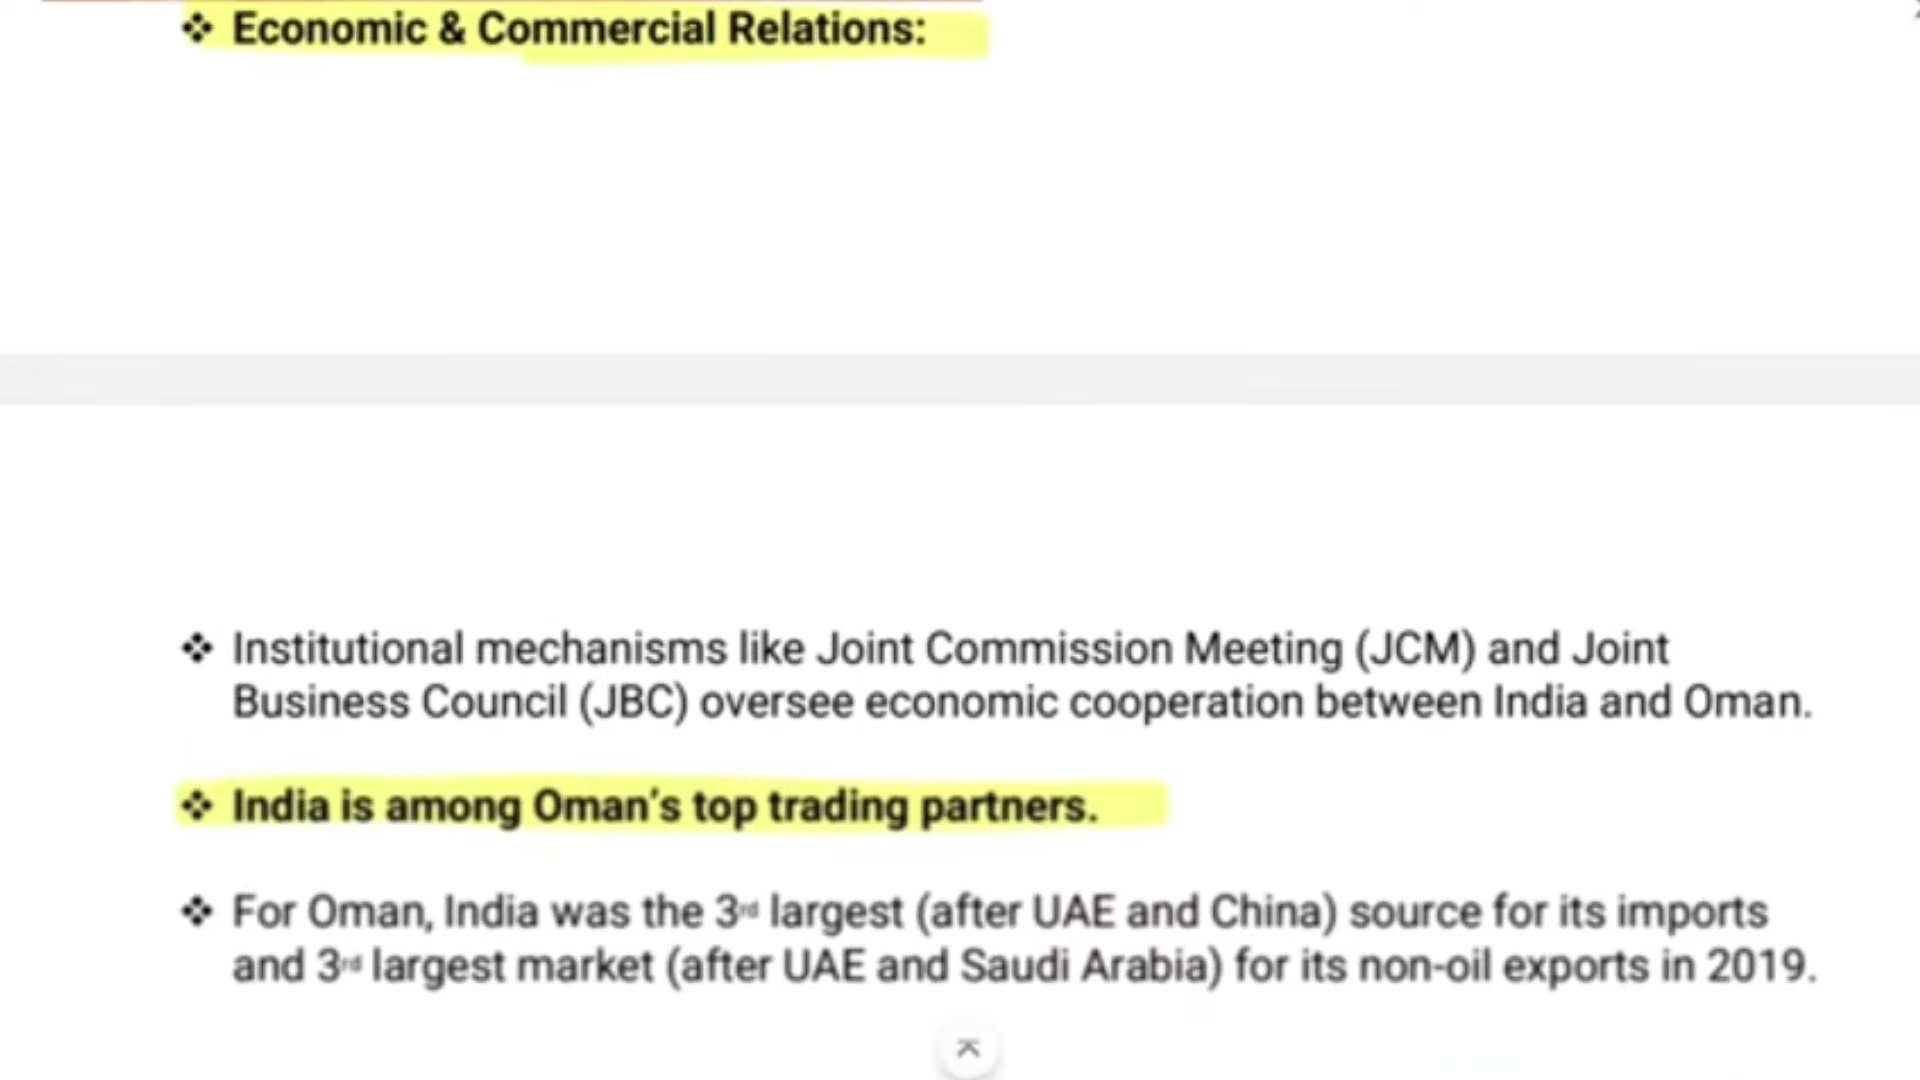 ❖ Economic & Commercial Relations:
❖ Institutional mechanisms like Joint Commission Meeting (JCM) and Joint
Business Council (JBC) oversee economic cooperation between India and Oman.
❖ India is among Oman’s top trading partners.
❖ For Oman, India was the 3rd largest (after UAE and China) source for its imports
and 3rd largest market (after UAE and Saudi Arabia) for its non-oil exports in 2019.